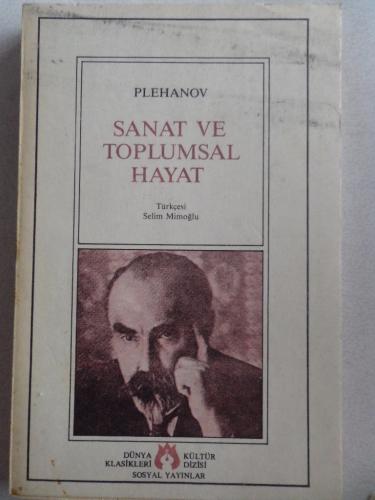 PLEHANOV
SANAT VE
TOPLUMSAL
HAYAT
Türkçesi
Selim Mimoğlu
DÜNYA KÜLTÜR
KLASİKLERİ DİZİSİ
SOSYAL YAYINLAR